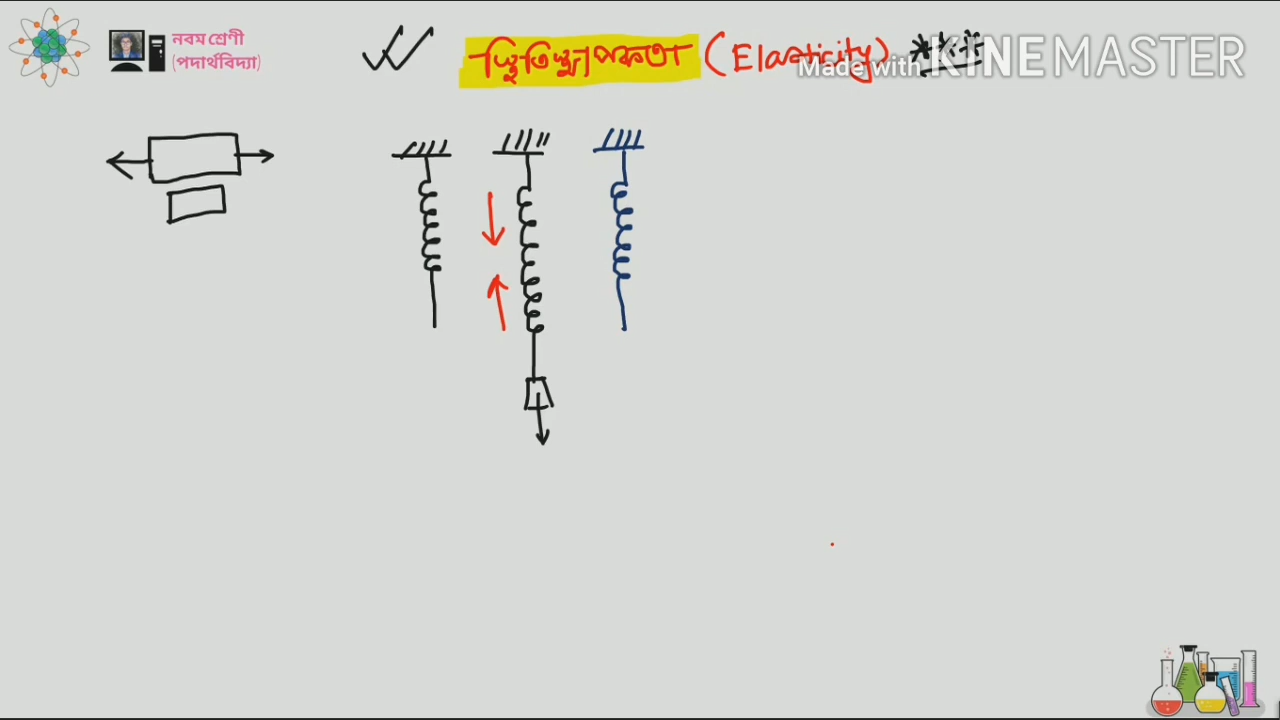 নবম শ্রেণী
(পদার্থবিদ্যা)
স্থিতিস্থাপকতা (Elasticity) ***
Made with KINEMASTER